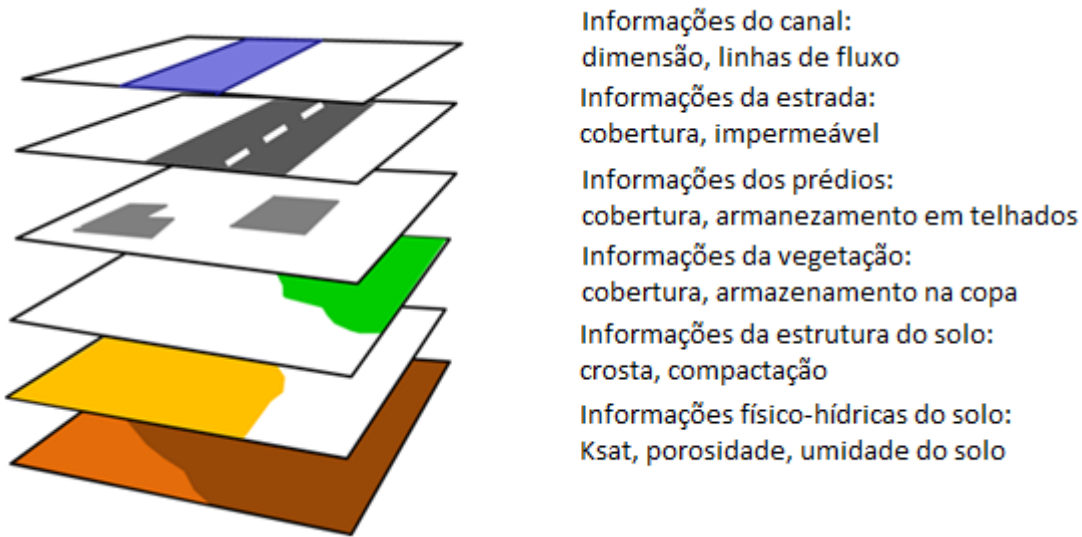 Informações do canal:
dimensão, linhas de fluxo
Informações da estrada:
cobertura, impermeável
Informações dos prédios:
cobertura, armanezamento em telhados
Informações da vegetação:
cobertura, armazenamento na copa
Informações da estrutura do solo:
crosta, compactação
Informações físico-hídricas do solo:
Ksat, porosidade, umidade do solo